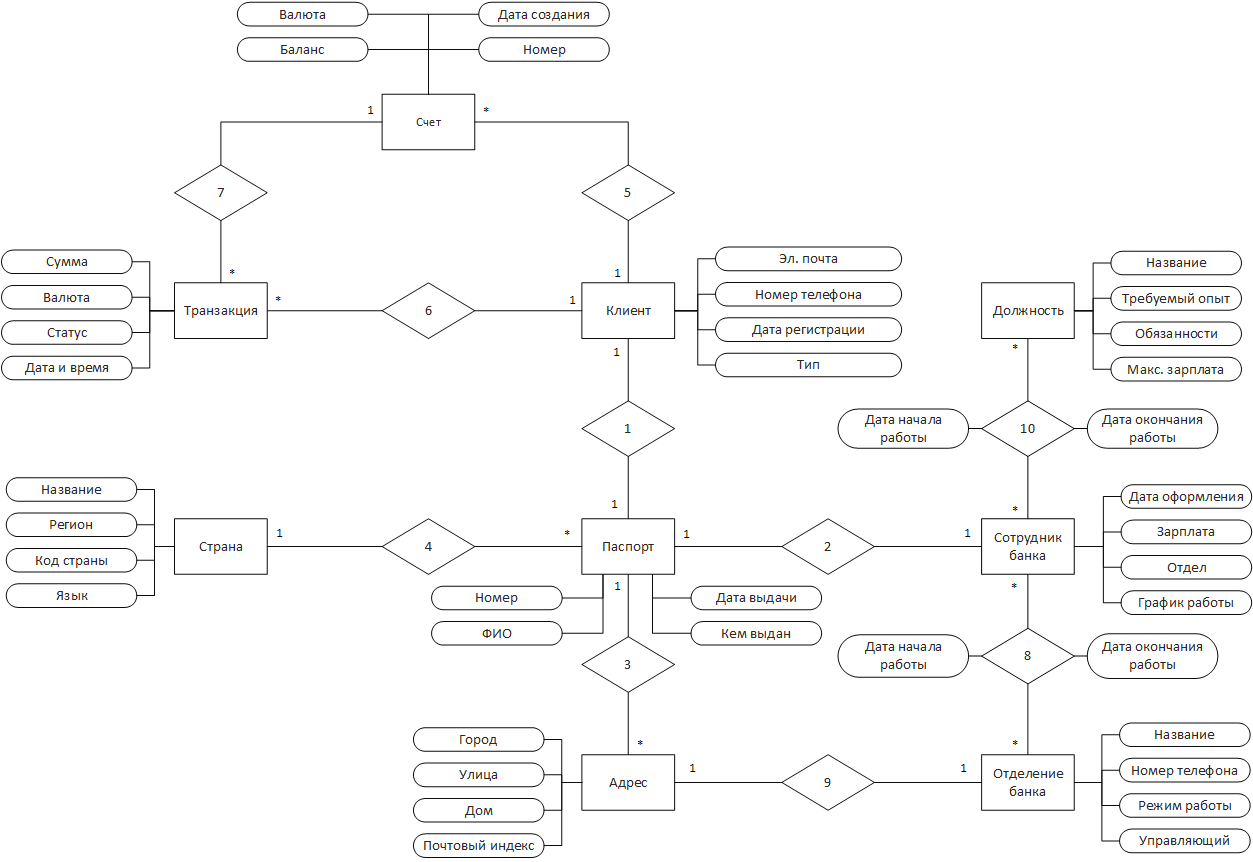 Валюта
Дата создания
Баланс
Номер
1
*
Счет
7
5
Сумма
*
1
Эл. почта
Валюта
*
1
Номер телефона
Транзакция
6
Клиент
Статус
Дата регистрации
Дата и время
1
Тип
Название
Требуемый опыт
Должность
Обязанности
*
Макс. зарплата
1
Дата начала
работы
10
Дата окончания
работы
Название
1
*
Дата оформления
Регион
1
*
1
1
Зарплата
Страна
4
Паспорт
2
Сотрудник
банка
Код страны
Отдел
Язык
Номер
1
Дата выдачи
*
График работы
ФИО
Кем выдан
3
Дата начала
работы
8
Дата окончания
работы
Город
*
*
Название
Улица
1
1
Номер телефона
Адрес
9
Отделение
банка
Дом
Режим работы
Почтовый индекс
Управляющий